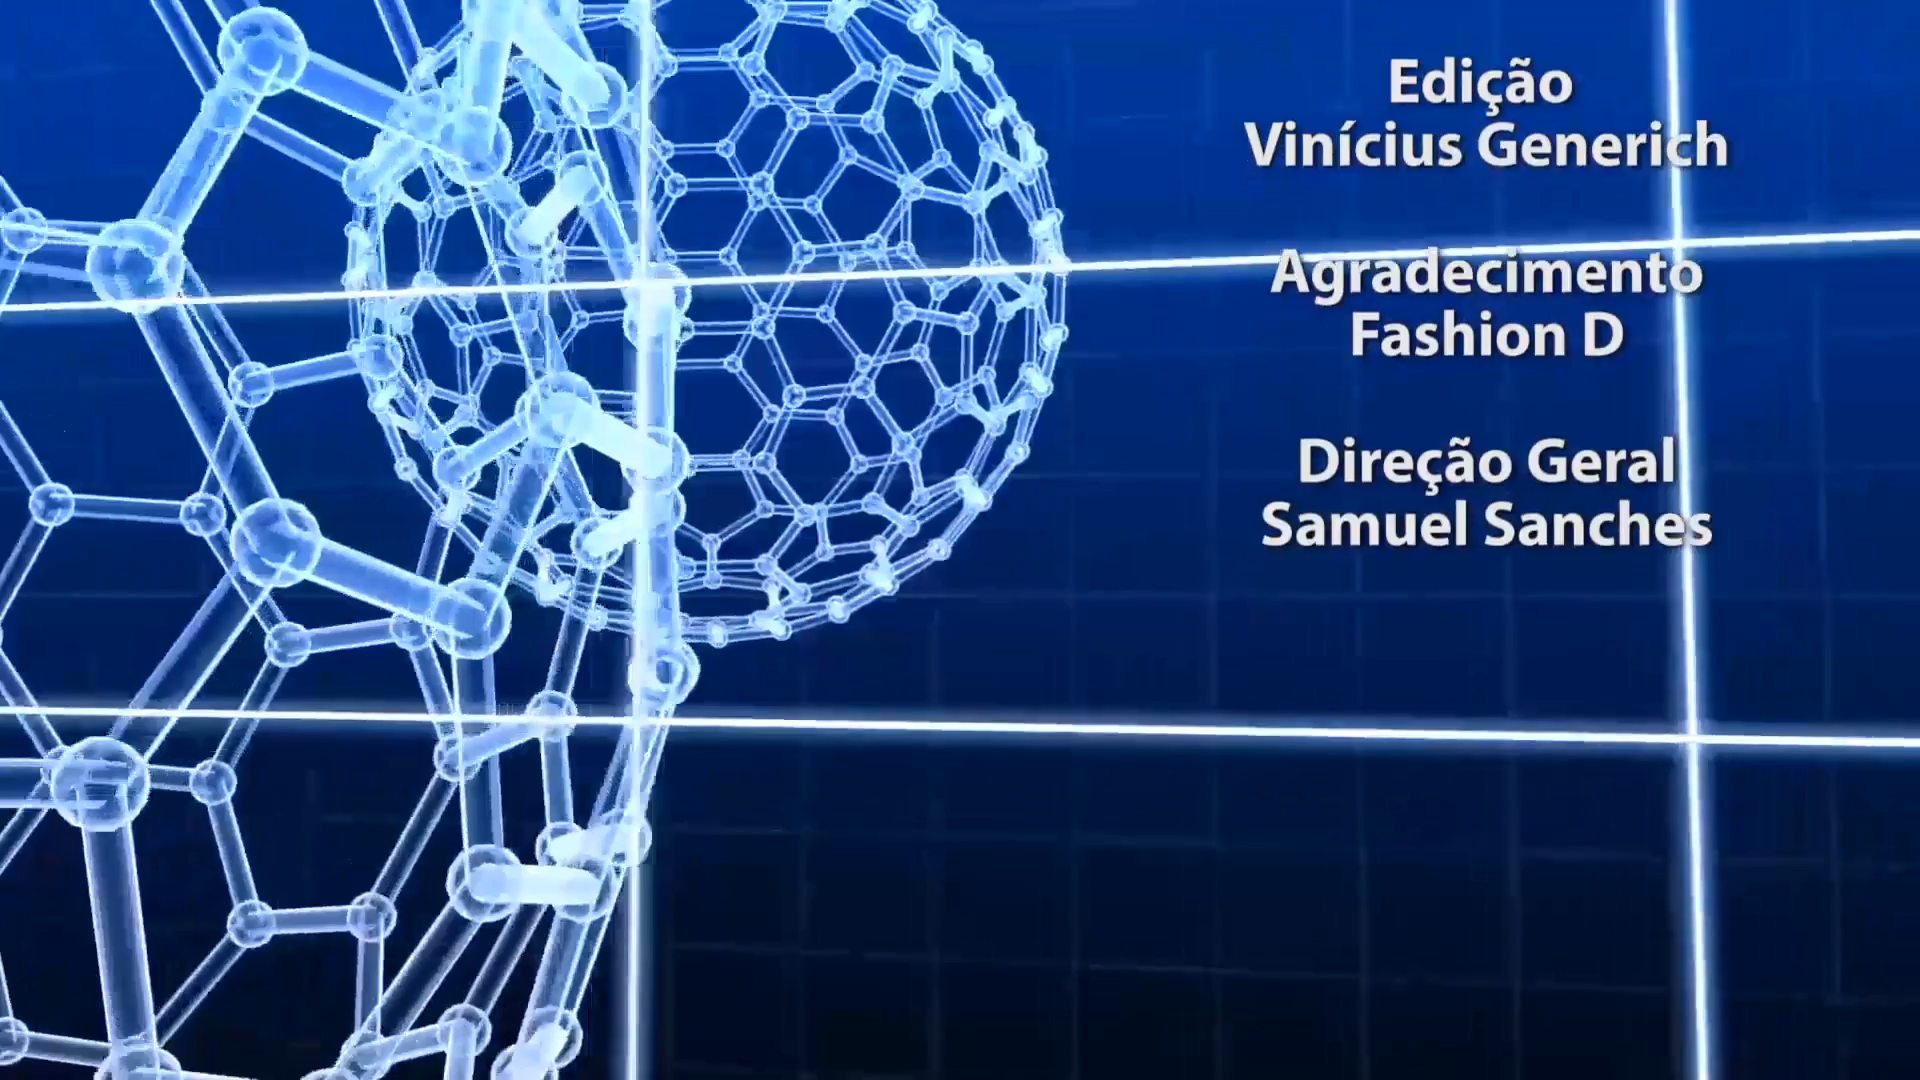 Edição
Vinícius Generich
Agradecimento
Fashion D
Direção Geral
Samuel Sanches